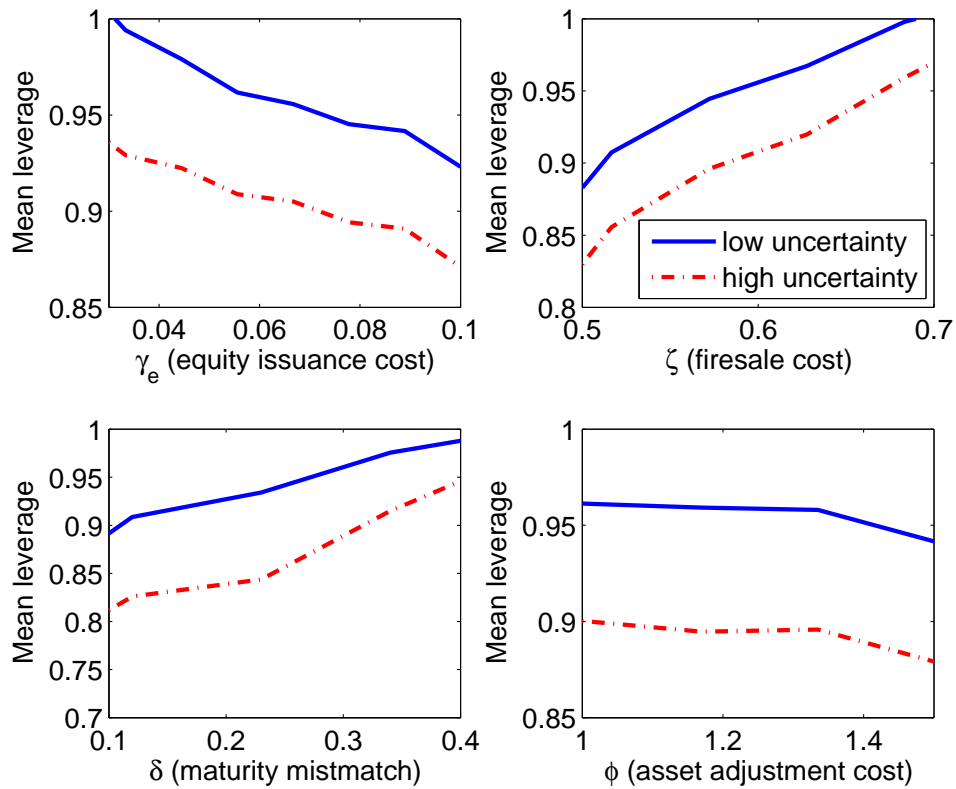 1
0.95
0.9
0.85
Mean leverage
0.04 0.06 0.08 0.1
γe (equity issuance cost)
1
0.95
0.9
0.85
0.8
Mean leverage
low uncertainty
high uncertainty
0.5 0.6 0.7
ζ (firesale cost)
1
0.95
0.9
0.85
0.8
0.75
0.7
Mean leverage
0.1 0.2 0.3 0.4
δ (maturity mistmatch)
1
0.95
0.9
0.85
Mean leverage
1 1.2 1.4
ϕ (asset adjustment cost)